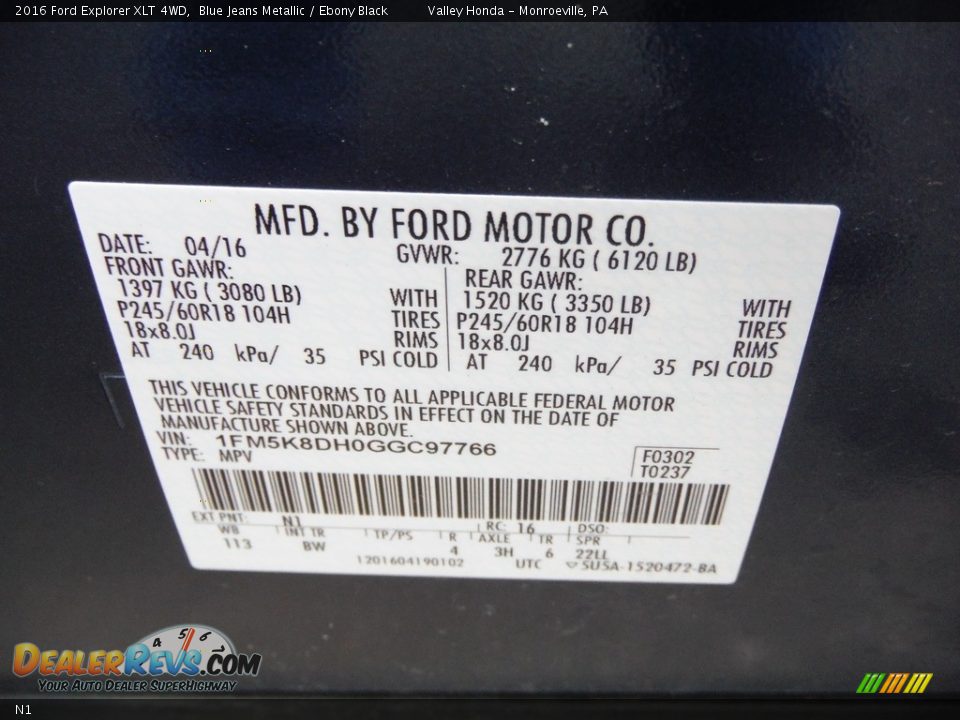 2016 Ford Explorer XLT 4WD, Blue Jeans Metallic / Ebony Black Valley Honda - Monroeville, PA
MFD. BY FORD MOTOR CO.
DATE: 04/16 GVWR: 2776 KG ( 6120 LB)
FRONT GAWR: REAR GAWR:
1397 KG ( 3080 LB) WITH 1520 KG ( 3350 LB) WITH
P245/60R18 104H TIRES P245/60R18 104H TIRES
18x8.0J RIMS 18x8.0J RIMS
AT 240 kPa/ 35 PSI COLD AT 240 kPa/ 35 PSI COLD
THIS VEHICLE CONFORMS TO ALL APPLICABLE FEDERAL MOTOR
VEHICLE SAFETY STANDARDS IN EFFECT ON THE DATE OF
MANUFACTURE SHOWN ABOVE.
VIN: 1FM5K8DH0GGC97766 F0302
TYPE: MPV T0237
EXT PNT: N1 RC: 16 DSO:
WB INT TR TP/PS R AXLE TR SPR
113 BW 4 3H 6 22LL
1201604190102 UTC ▽5U5A-1520472-BA
4 5 6
DEALERREVS.COM
YOUR AUTO DEALER SUPERHIGHWAY
N1